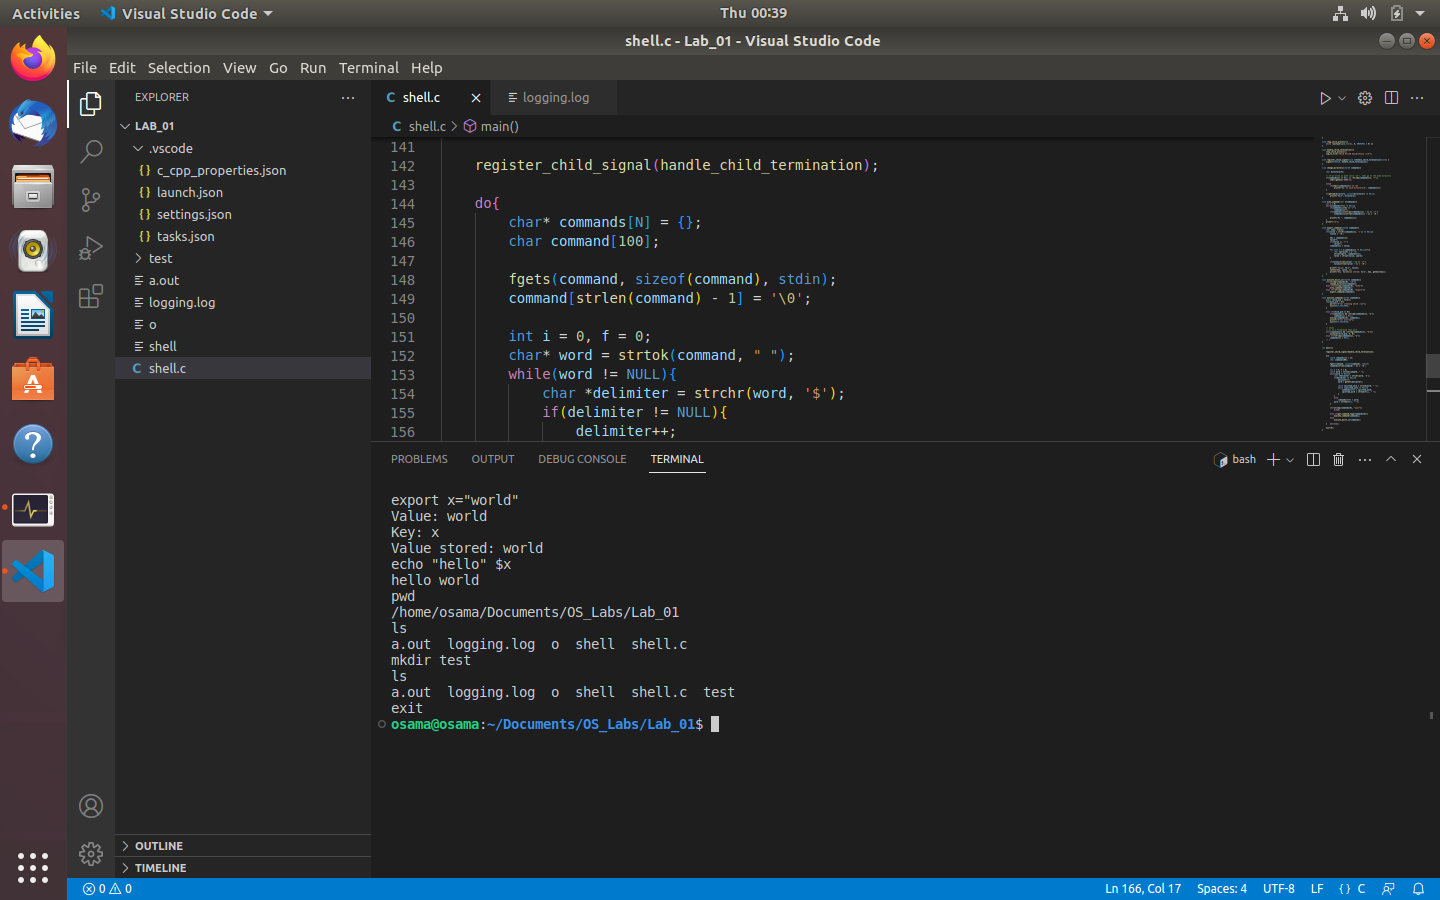 Activities Visual Studio Code Thu 00:39
shell.c - Lab_01 - Visual Studio Code
File Edit Selection View Go Run Terminal Help
EXPLORER
LAB_01
.vscode
{} c_cpp_properties.json
{} launch.json
{} settings.json
{} tasks.json
test
a.out
logging.log
o
shell
C shell.c
OUTLINE
TIMELINE
C shell.c logging.log
C shell.c > main()
141
142 register_child_signal(handle_child_termination);
143
144 do{
145 char* commands[N] = {};
146 char command[100];
147
148 fgets(command, sizeof(command), stdin);
149 command[strlen(command) - 1] = '\0';
150
151 int i = 0, f = 0;
152 char* word = strtok(command, " ");
153 while(word != NULL){
154 char *delimiter = strchr(word, '$');
155 if(delimiter != NULL){
156 delimiter++;
PROBLEMS OUTPUT DEBUG CONSOLE TERMINAL bash
export x="world"
Value: world
Key: x
Value stored: world
echo "hello" $x
hello world
pwd
/home/osama/Documents/OS_Labs/Lab_01
ls
a.out logging.log o shell shell.c
mkdir test
ls
a.out logging.log o shell shell.c test
exit
osama@osama:~/Documents/OS_Labs/Lab_01$
0 0 Ln 166, Col 17 Spaces: 4 UTF-8 LF {} C